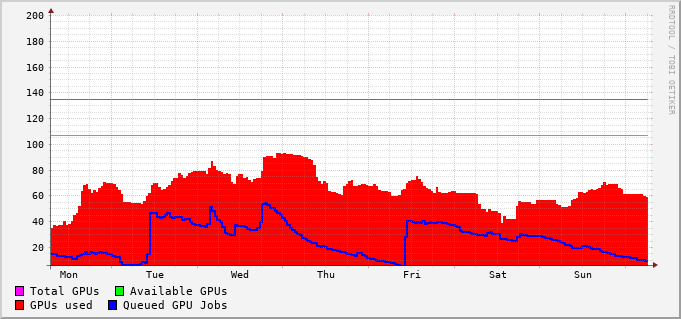 200
180
160
140
120
100
80
60
40
20
Mon Tue Wed Thu Fri Sat Sun
Total GPUs Available GPUs
GPUs used Queued GPU Jobs
RRDTOOL / TOBI OETIKER